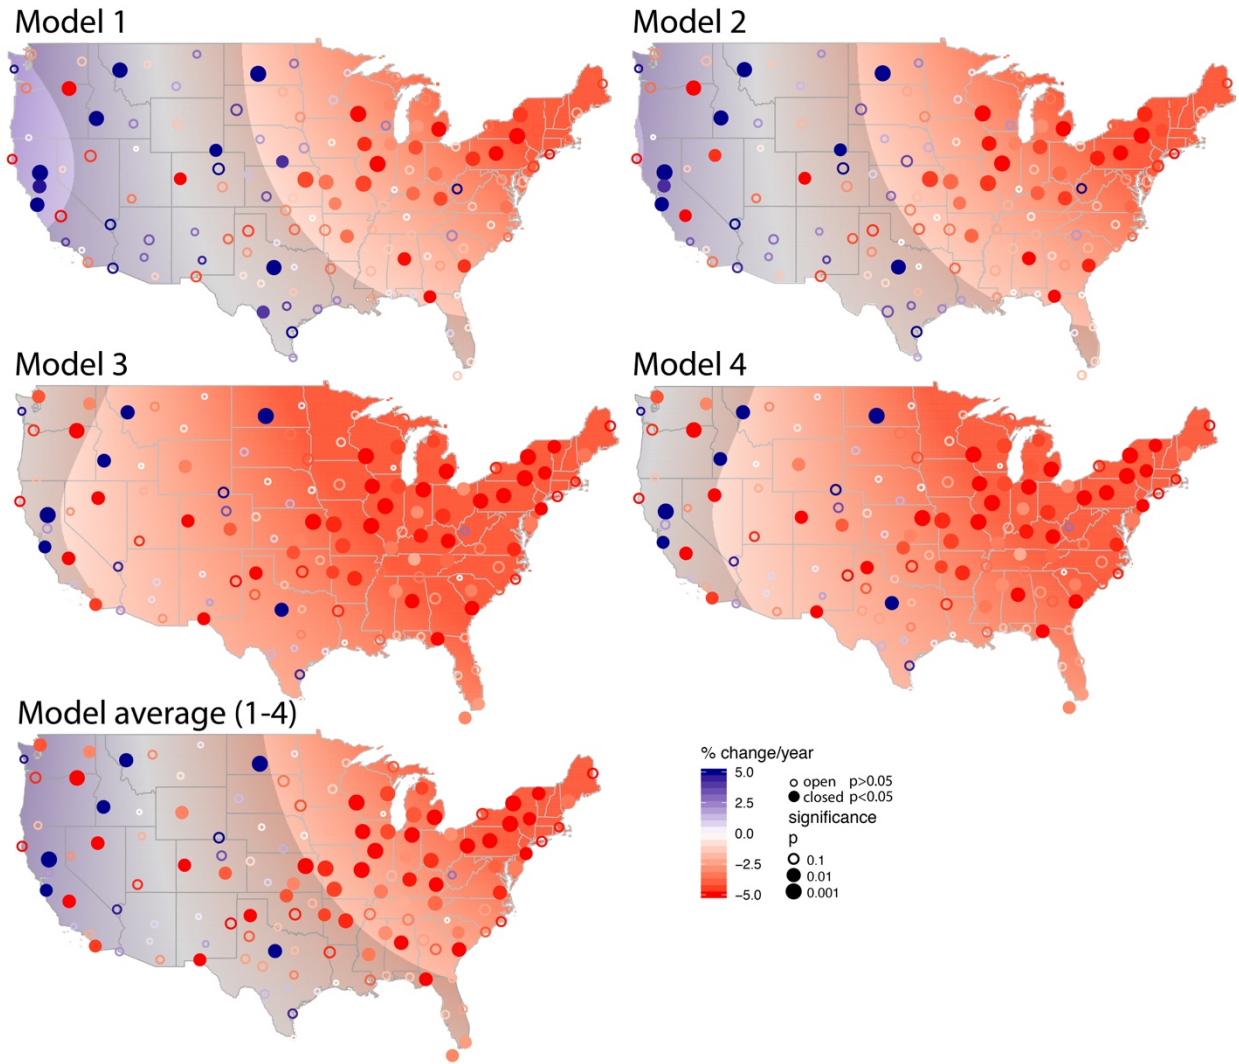 Model 1
Model 2
Model 3
Model 4
Model average (1-4)
% change/year
5.0
2.5
0.0
−2.5
−5.0
open p>0.05
closed p<0.05
significance
p
0.1
0.01
0.001